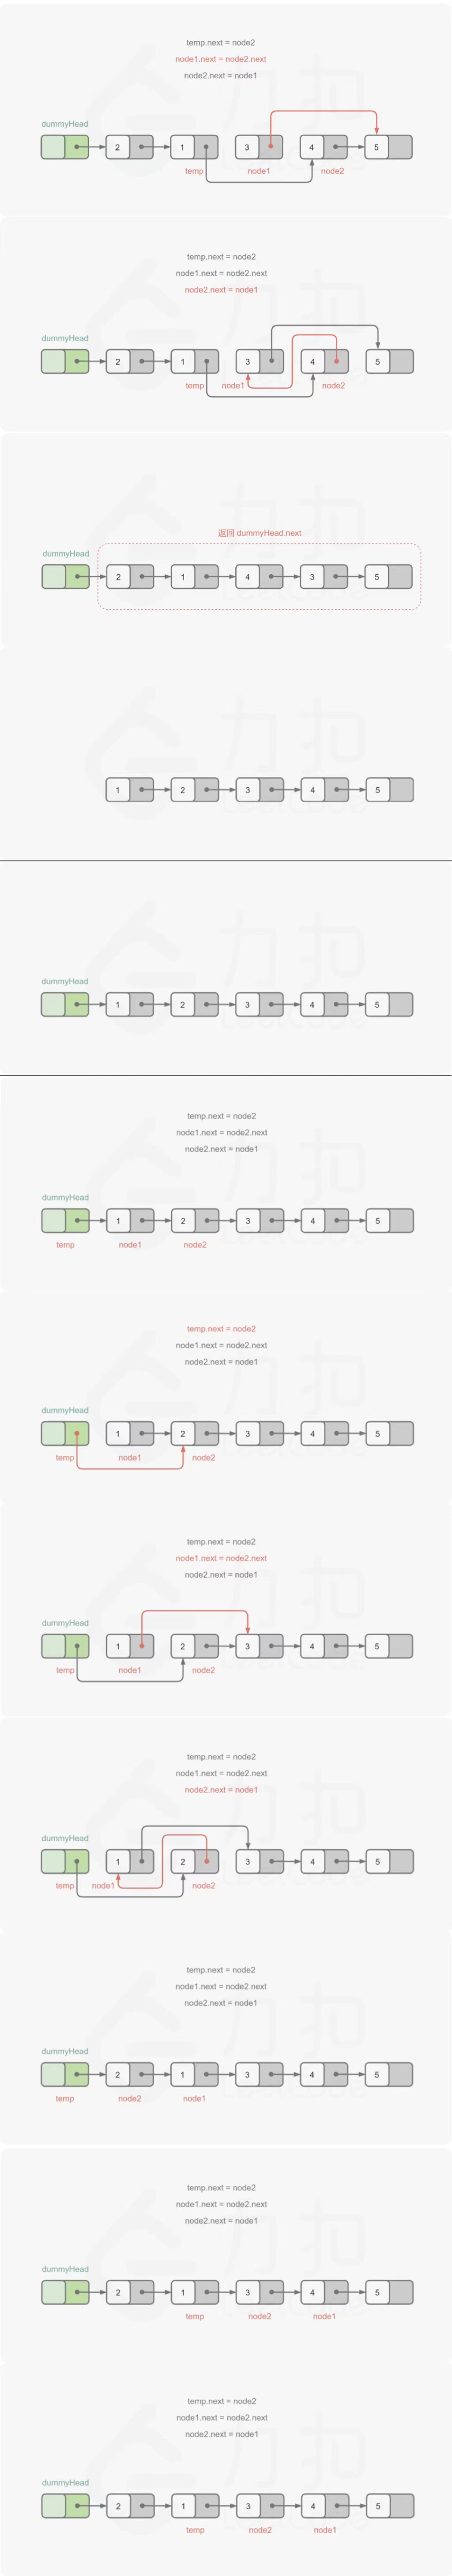 temp.next = node2
node1.next = node2.next
node2.next = node1
dummyHead
2 1 3 4 5
temp node1 node2
temp.next = node2
node1.next = node2.next
node2.next = node1
dummyHead
2 1 3 4 5
temp node1 node2
返回 dummyHead.next
dummyHead
2 1 4 3 5
1 2 3 4 5
dummyHead
1 2 3 4 5
temp.next = node2
node1.next = node2.next
node2.next = node1
dummyHead
1 2 3 4 5
temp node1 node2
temp.next = node2
node1.next = node2.next
node2.next = node1
dummyHead
1 2 3 4 5
temp node1 node2
temp.next = node2
node1.next = node2.next
node2.next = node1
dummyHead
1 2 3 4 5
temp node1 node2
temp.next = node2
node1.next = node2.next
node2.next = node1
dummyHead
1 2 3 4 5
temp node1 node2
temp.next = node2
node1.next = node2.next
node2.next = node1
dummyHead
2 1 3 4 5
temp node2 node1
temp.next = node2
node1.next = node2.next
node2.next = node1
dummyHead
2 1 3 4 5
temp node2 node1
temp.next = node2
node1.next = node2.next
node2.next = node1
dummyHead
2 1 3 4 5
temp node2 node1